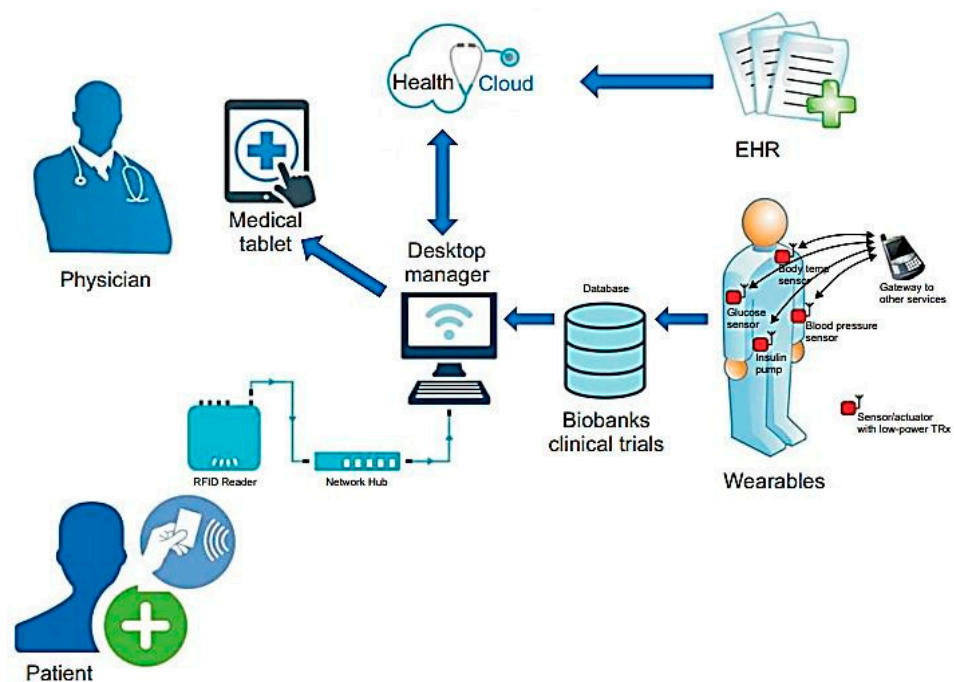 Health Cloud
EHR
Physician
Medical
tablet
Desktop
manager
Database
Biobanks
clinical trials
Body temp
sensor
Gateway to
other services
Glucose
sensor
Blood pressure
sensor
Insulin
pump
Sensor/actuator
with low-power TRx
Wearables
RFID Reader
Network Hub
Patient